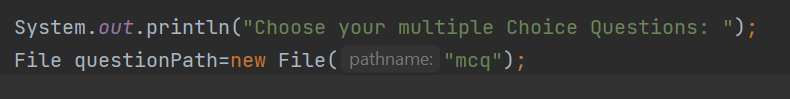 System.out.println("Choose your multiple Choice Questions: ");
File questionPath=new File( pathname: "mcq");